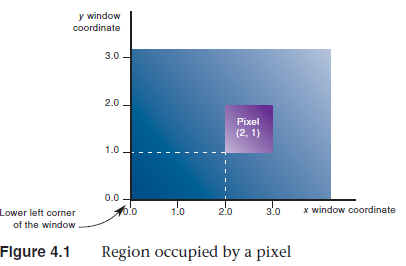 y window
coordinate
3.0
2.0
Pixel
(2, 1)
1.0
0.0
0.0 1.0 2.0 3.0 x window coordinate
Lower left corner
of the window
Figure 4.1 Region occupied by a pixel